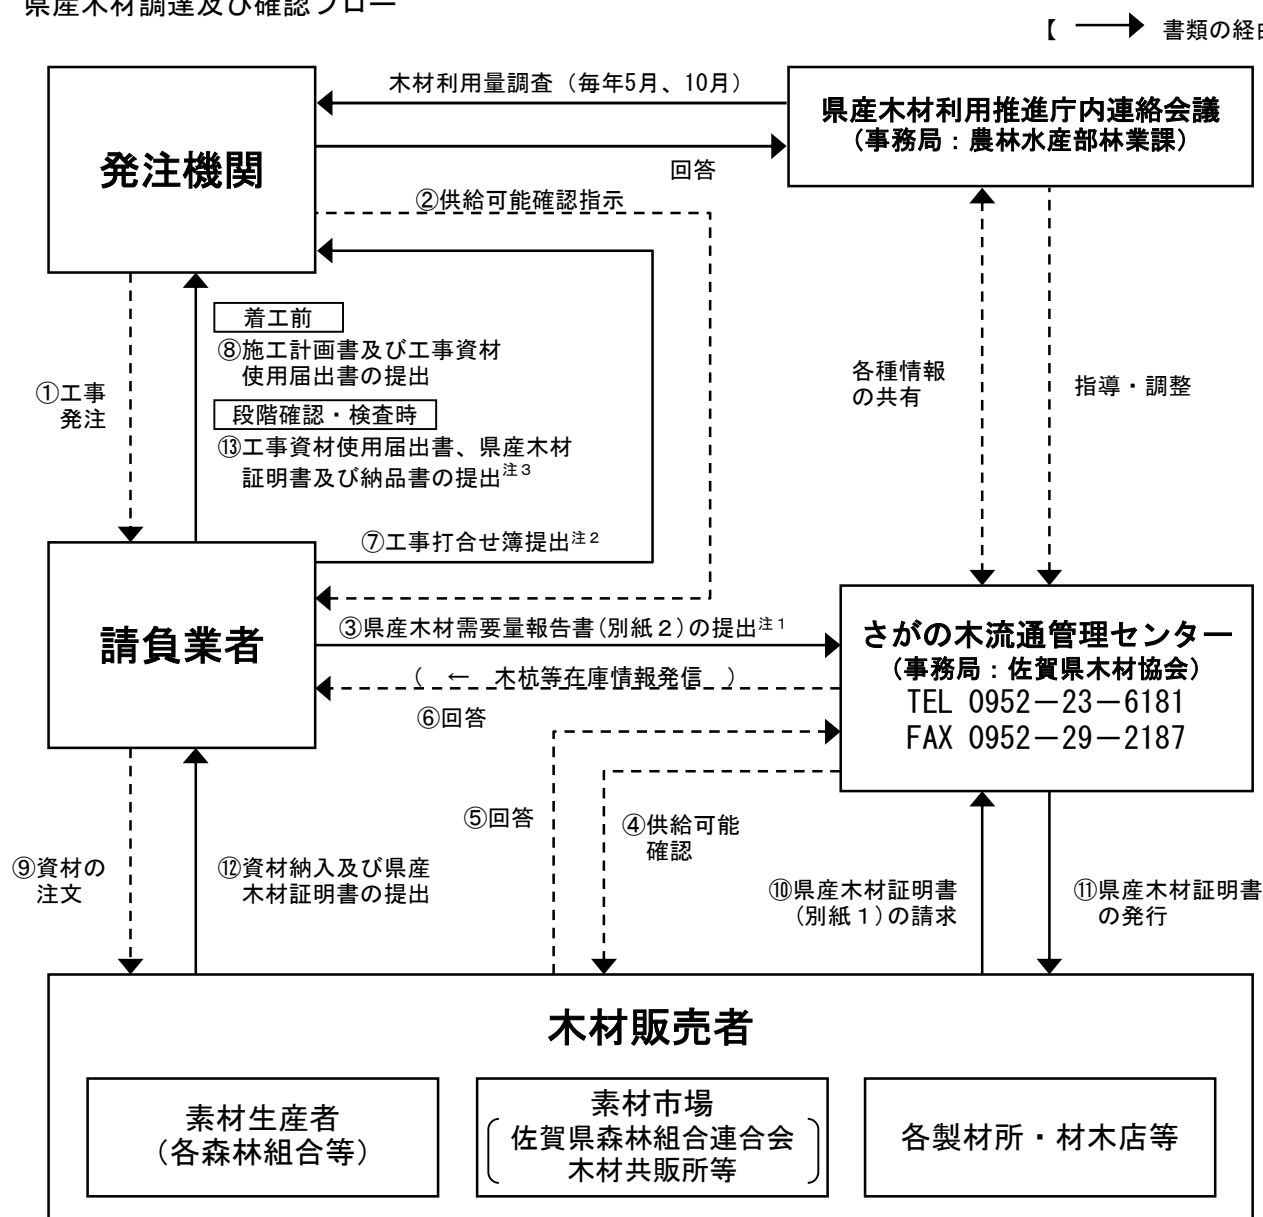 県産木材調達及び確認フロー
【 → 書類の経由
木材利用量調査（毎年5月、10月）
県産木材利用推進庁内連絡会議
（事務局：農林水産部林業課）
発注機関
回答
②供給可能確認指示
着工前
⑧施工計画書及び工事資材
使用届出書の提出
①工事
発注
段階確認・検査時
⑬工事資材使用届出書、県産木材
証明書及び納品書の提出注3
各種情報
の共有
指導・調整
⑦工事打合せ簿提出注2
請負業者
③県産木材需要量報告書(別紙２)の提出注1
（ ← 木杭等在庫情報発信 ）
⑥回答
さがの木流通管理センター
（事務局：佐賀県木材協会）
TEL 0952－23－6181
FAX 0952－29－2187
⑤回答
④供給可能
確認
⑨資材の
注文
⑫資材納入及び県産
木材証明書の提出
⑩県産木材証明書
（別紙１）の請求
⑪県産木材証明書
の発行
木材販売者
素材生産者
（各森林組合等）
素材市場
佐賀県森林組合連合会
木材共販所等
各製材所・材木店等